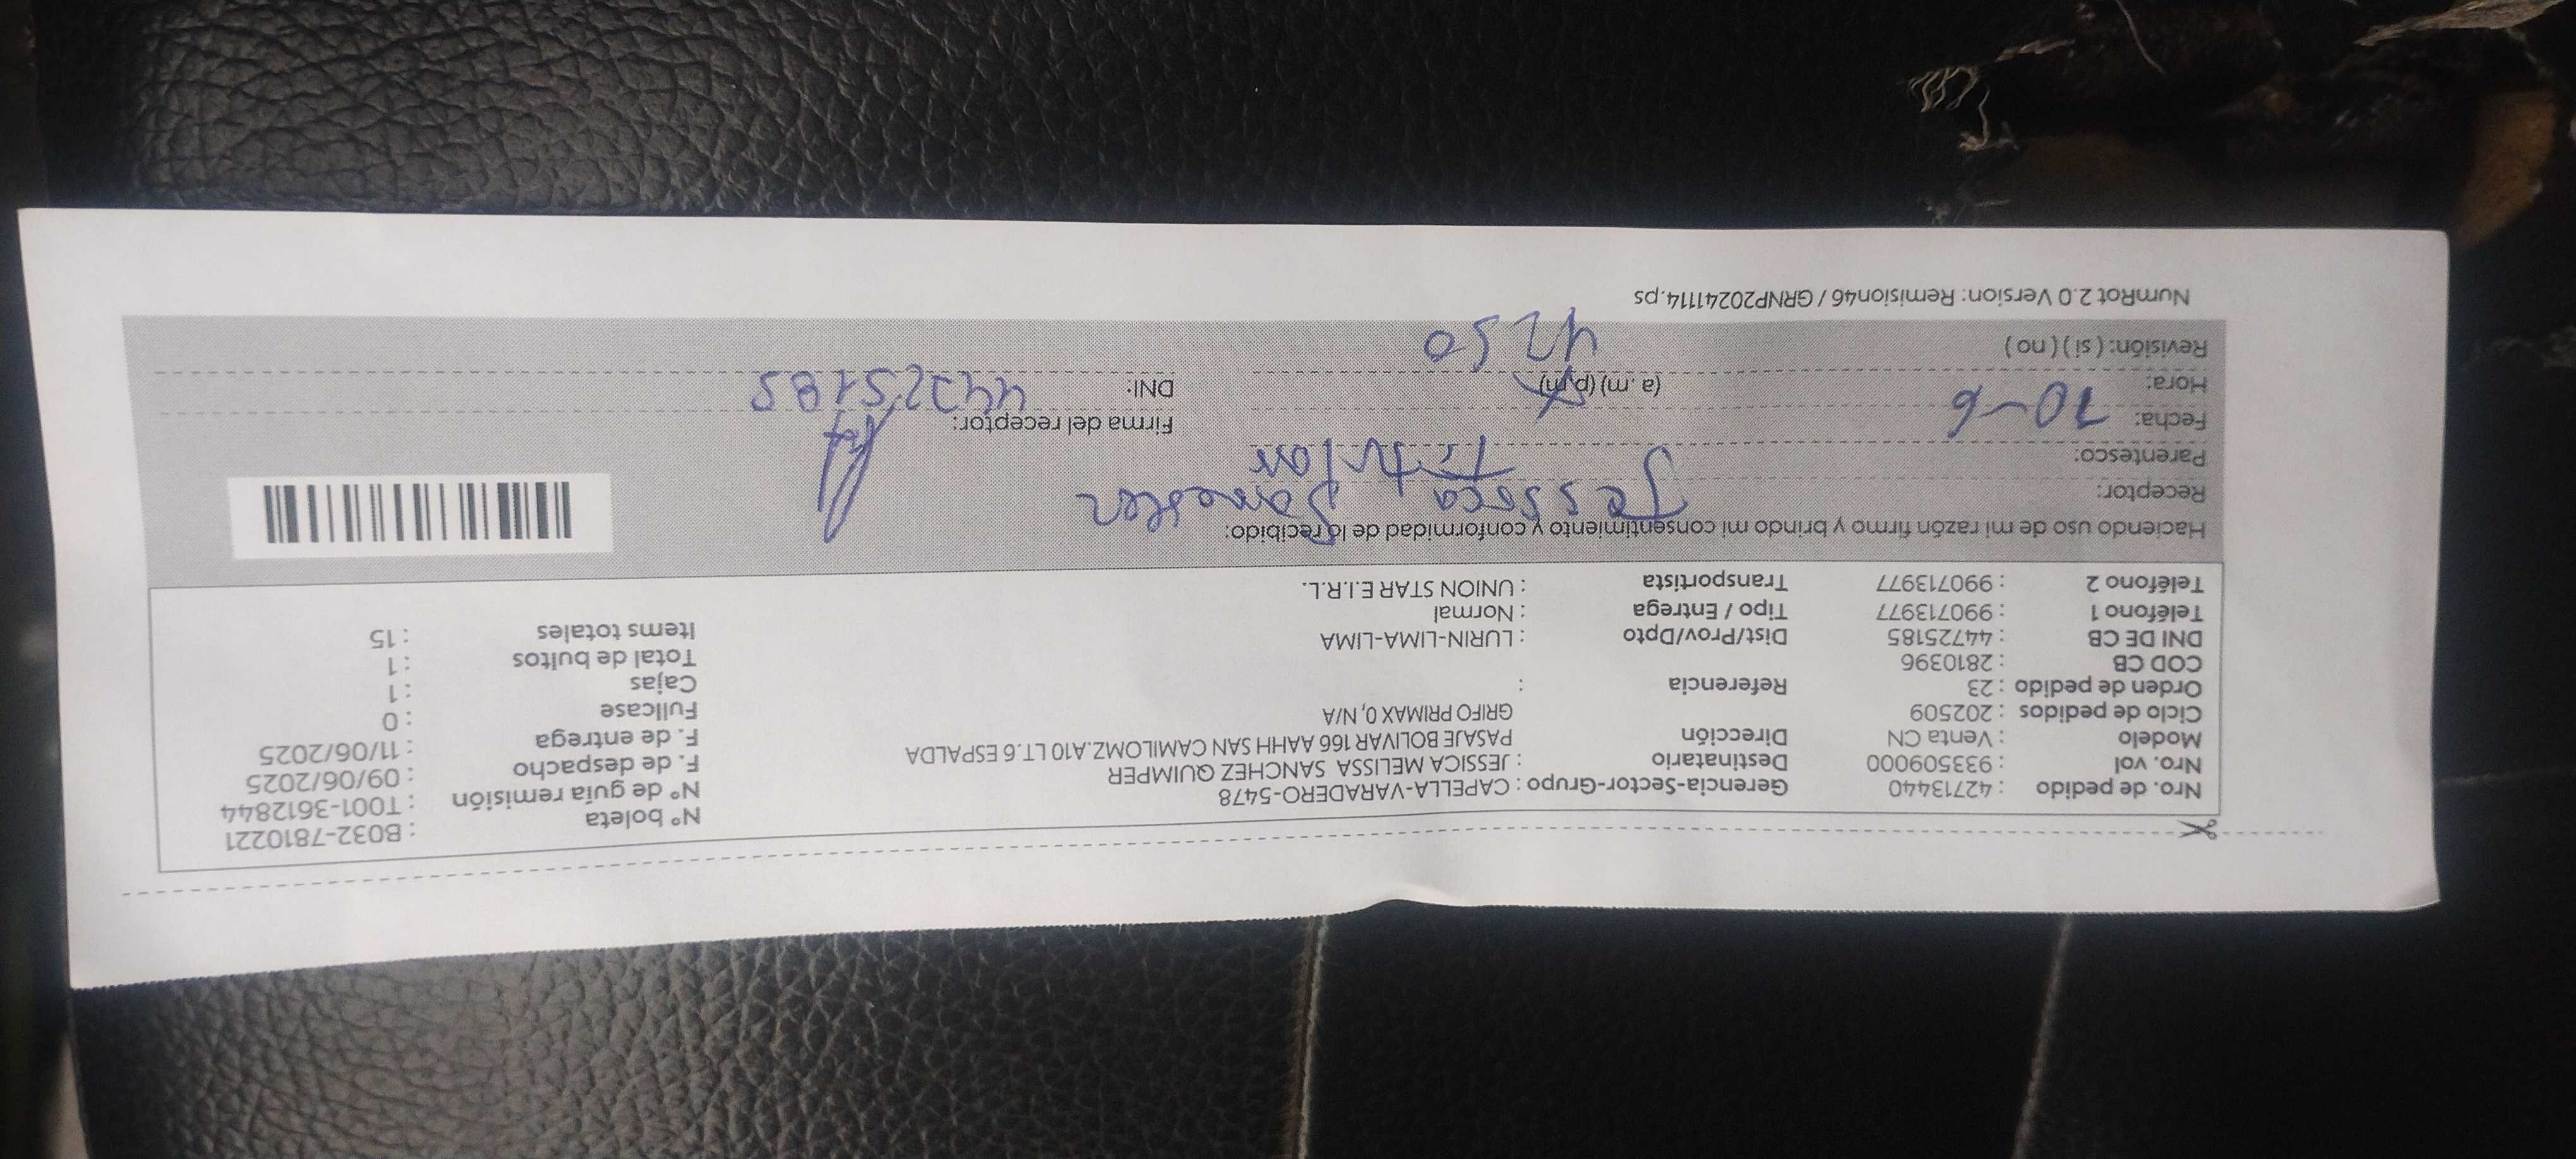 Nro. de pedido : 42713440 Gerencia-Sector-Grupo : CAPELLA-VARADERO-5478 N° boleta : B032-7810221
Nro. vol : 933509000 Destinatario : JESSICA MELISSA SANCHEZ QUIMPER N° de guía remisión : T001-3612844
Modelo : Venta CN Dirección PASAJE BOLIVAR 166 AAHH SAN CAMILOMZ.A10 LT.6 ESPALDA F. de despacho : 09/06/2025
Ciclo de pedidos : 202509 GRIFO PRIMAX 0, N/A F. de entrega : 11/06/2025
Orden de pedido : 23 Referencia : Fullcase : 0
COD CB : 2810396 Cajas : 1
DNI DE CB : 44725185 Dist/Prov/Dpto : LURIN-LIMA-LIMA Total de bultos : 1
Teléfono 1 : 990713977 Tipo / Entrega : Normal Items totales : 15
Teléfono 2 : 990713977 Transportista : UNION STAR E.I.R.L.
Haciendo uso de mi razón firmo y brindo mi consentimiento y conformidad de lo recibido:
Receptor: Jessica
Parentesco: Titular
Fecha: 10-6 Firma del receptor:
Hora: (a.m) (p.m) DNI: 44725185
Revisión: ( si ) ( no ) 4250
NumRot 2.0 Version: Remision46 / GRNP20241114.ps